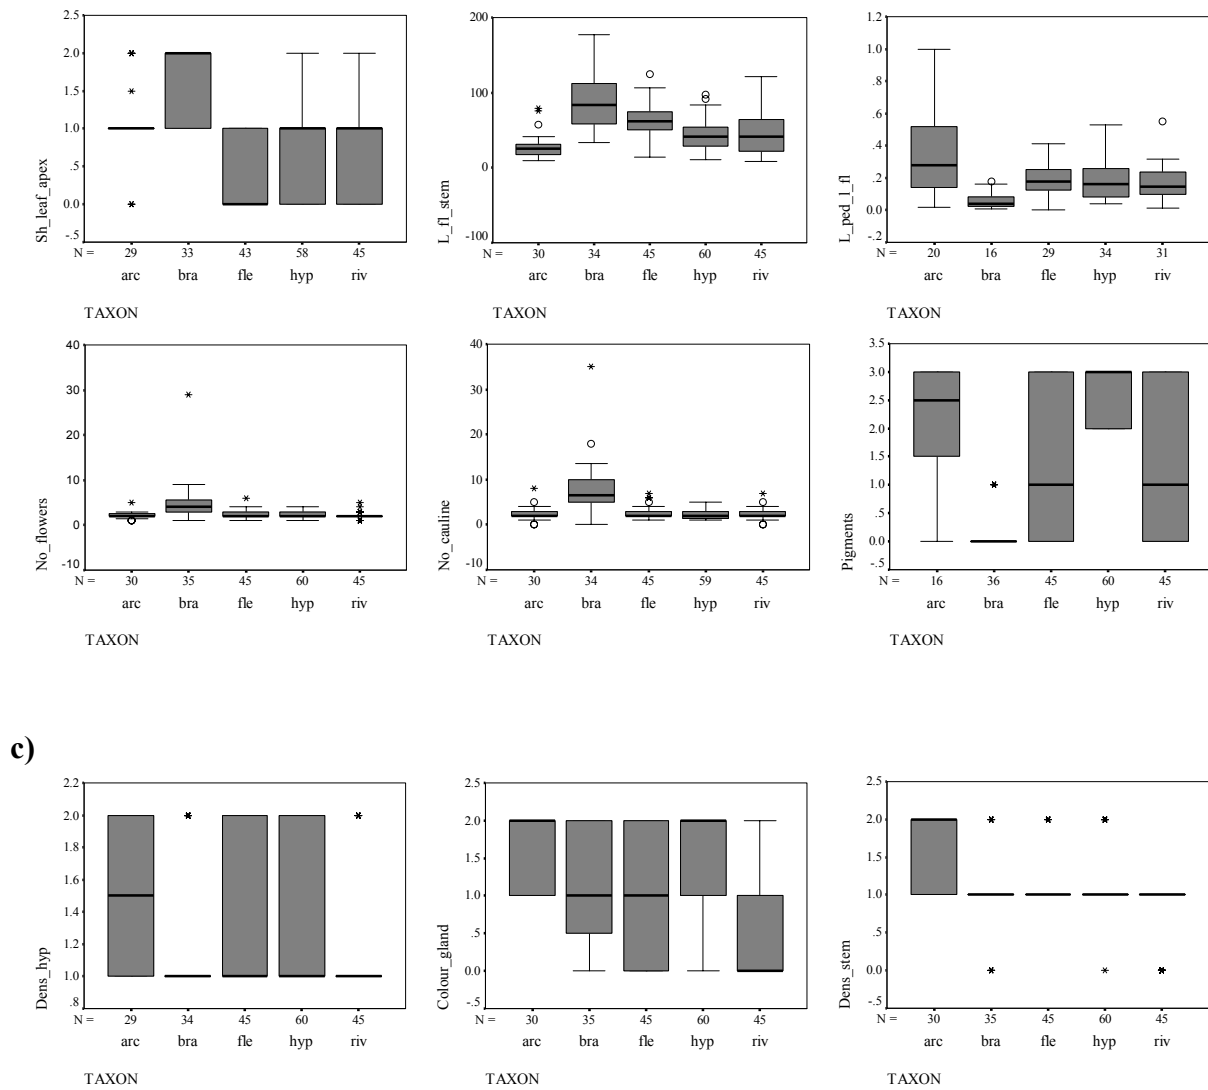 2.5
2.0
1.5
1.0
.5
0.0
-.5
Sh_leaf_apex
N = 29 33 43 58 45
arc bra fle hyp riv
TAXON
200
100
0
-100
L_fl_stem
N = 30 34 45 60 45
arc bra fle hyp riv
TAXON
1.2
1.0
.8
.6
.4
.2
0.0
-.2
L_ped_l_fl
N = 20 16 29 34 31
arc bra fle hyp riv
TAXON
40
30
20
10
0
-10
No_flowers
N = 30 35 45 60 45
arc bra fle hyp riv
TAXON
40
30
20
10
0
-10
No_cauline
N = 30 34 45 59 45
arc bra fle hyp riv
TAXON
3.5
3.0
2.5
2.0
1.5
1.0
.5
0.0
-.5
Pigments
N = 16 36 45 60 45
arc bra fle hyp riv
TAXON
c)
2.2
2.0
1.8
1.6
1.4
1.2
1.0
.8
Dens_hyp
N = 29 34 45 60 45
arc bra fle hyp riv
TAXON
2.5
2.0
1.5
1.0
.5
0.0
-.5
Colour_gland
N = 30 35 45 60 45
arc bra fle hyp riv
TAXON
2.5
2.0
1.5
1.0
.5
0.0
-.5
Dens_stem
N = 30 35 45 60 45
arc bra fle hyp riv
TAXON